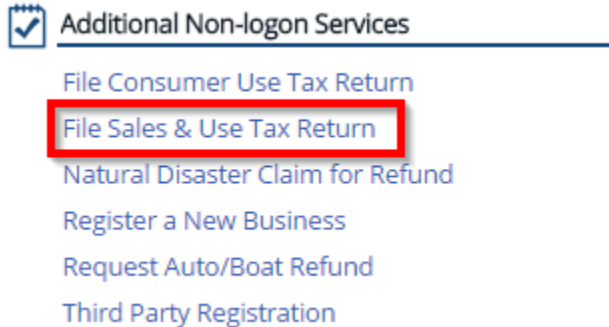 Additional Non-logon Services
File Consumer Use Tax Return
File Sales & Use Tax Return
Natural Disaster Claim for Refund
Register a New Business
Request Auto/Boat Refund
Third Party Registration